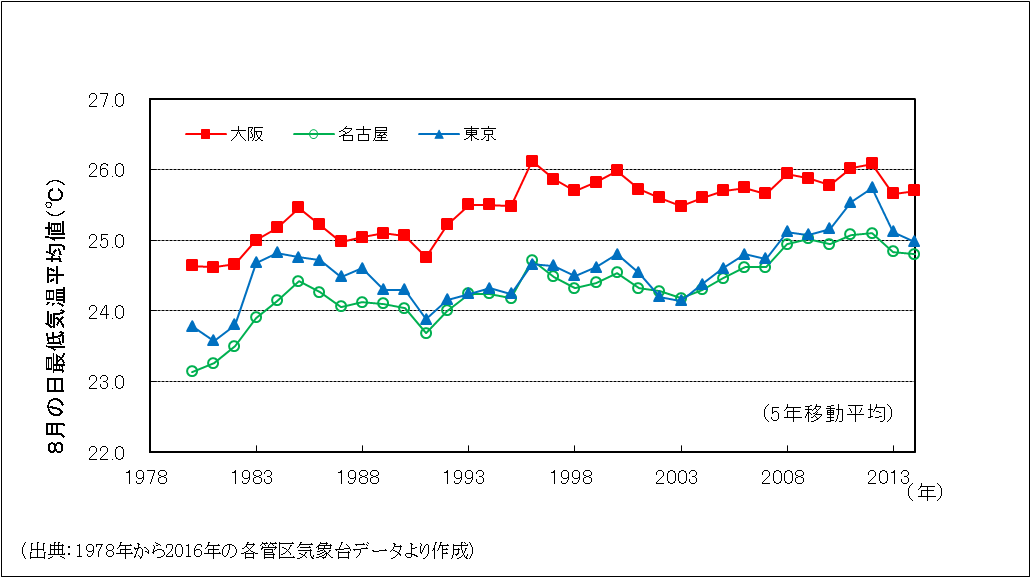 27.0
大阪 名古屋 東京
26.0
25.0
24.0
23.0
22.0
8月の日最低気温平均値(℃)
(5年移動平均)
1978 1983 1988 1993 1998 2003 2008 2013
(年)
(出典:1978年から2016年の各管区気象台データより作成)